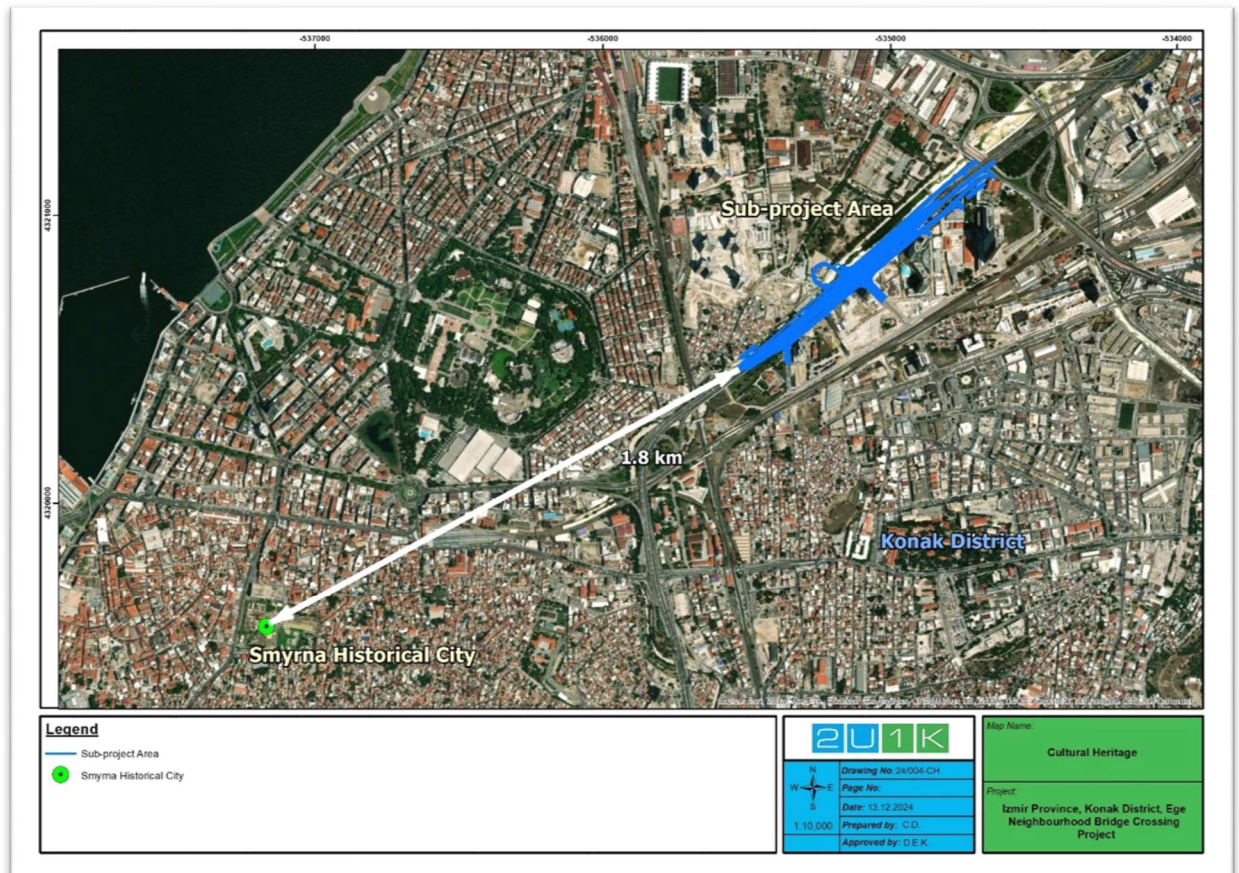 -537000
-536000
-535000
-534000
4321000
4320000
Sub-project Area
1.8 km
Konak District
Smyrna Historical City
Legend
Sub-project Area
Smyrna Historical City
2U1K
N
W E
S
1:10,000
Drawing No: 24/004-CH
Page No:
Date: 13.12.2024
Prepared by: C.D.
Approved by: D.E.K.
Map Name:
Cultural Heritage
Project:
Izmir Province, Konak District, Ege
Neighbourhood Bridge Crossing
Project